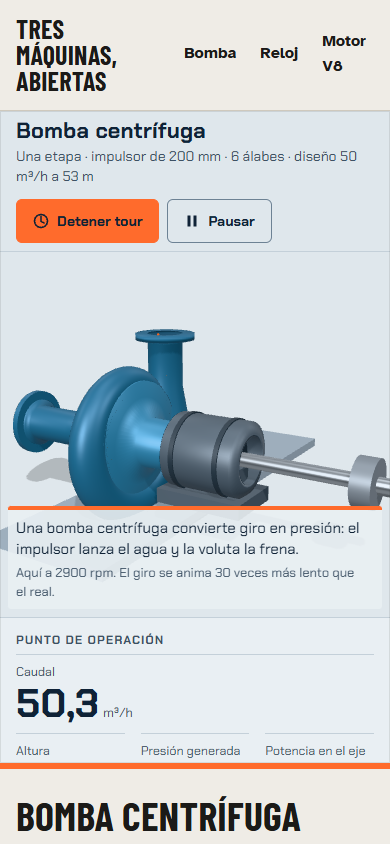 TRES
MÁQUINAS,
ABIERTAS
Bomba
Reloj
Motor
V8
Bomba centrífuga
Una etapa · impulsor de 200 mm · 6 álabes · diseño 50
m³/h a 53 m
Detener tour
Pausar
Una bomba centrífuga convierte giro en presión: el
impulsor lanza el agua y la voluta la frena.
Aquí a 2900 rpm. El giro se anima 30 veces más lento que
el real.
PUNTO DE OPERACIÓN
Caudal
50,3 m³/h
Altura
Presión generada
Potencia en el eje
BOMBA CENTRÍFUGA